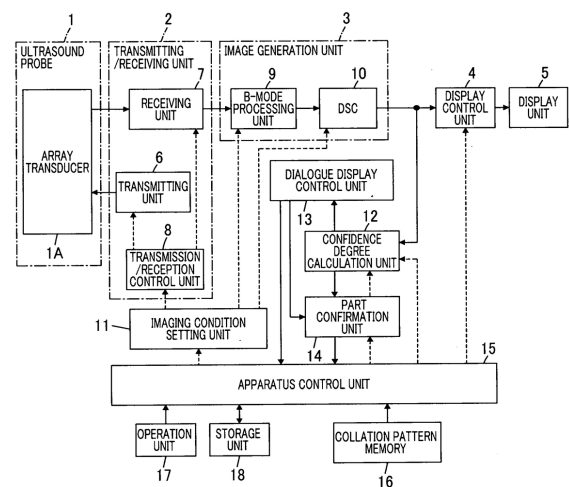 1
2
3
ULTRASOUND
PROBE
TRANSMITTING
/RECEIVING UNIT
IMAGE GENERATION UNIT
7
9
10
4
5
RECEIVING
UNIT
B-MODE
PROCESSING
UNIT
DSC
DISPLAY
CONTROL
UNIT
DISPLAY
UNIT
ARRAY
TRANSDUCER
1A
6
TRANSMITTING
UNIT
DIALOGUE DISPLAY
CONTROL UNIT
13
12
8
TRANSMISSION
/RECEPTION
CONTROL UNIT
CONFIDENCE
DEGREE
CALCULATION UNIT
11
IMAGING CONDITION
SETTING UNIT
PART
CONFIRMATION
UNIT
14
15
APPARATUS CONTROL UNIT
OPERATION
UNIT
17
STORAGE
UNIT
18
COLLATION PATTERN
MEMORY
16